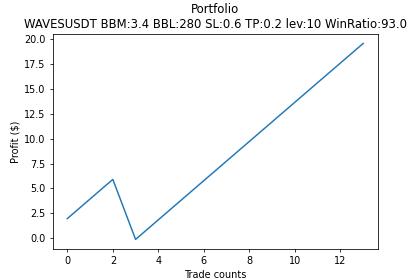 Portfolio
WAVESUSDT BBM:3.4 BBL:280 SL:0.6 TP:0.2 lev:10 WinRatio:93.0
20.0
17.5
15.0
12.5
10.0
7.5
5.0
2.5
0.0
Profit ($)
0 2 4 6 8 10 12
Trade counts